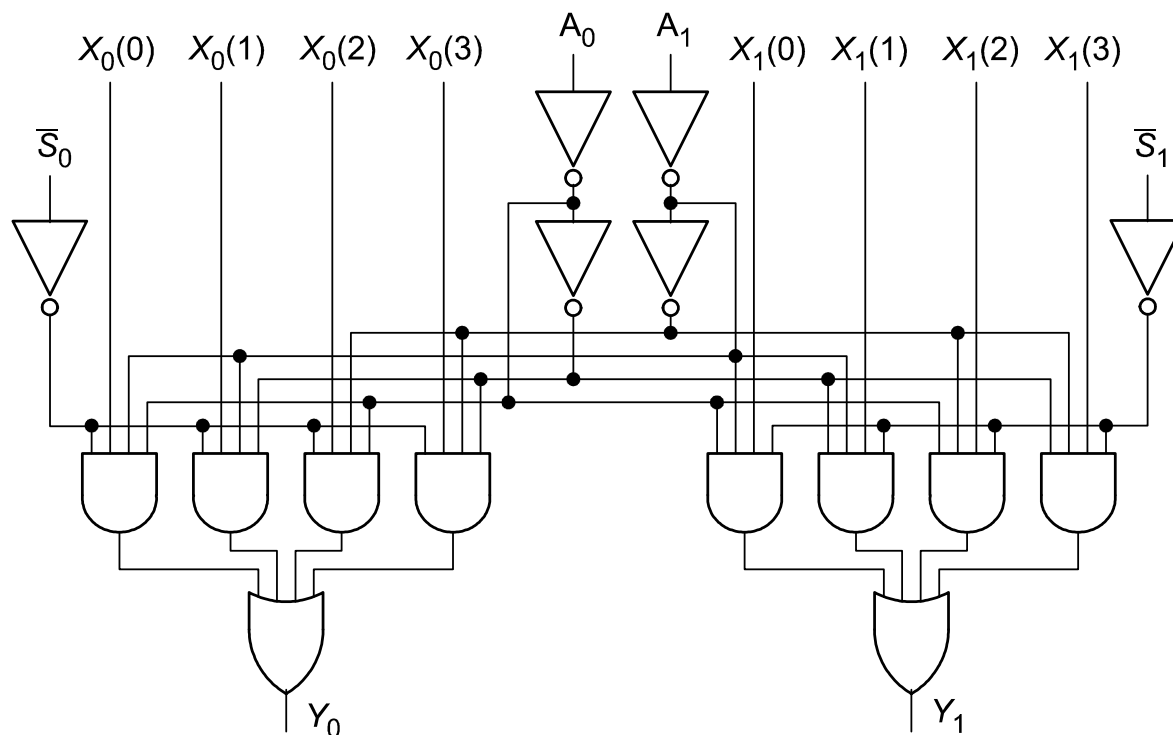 X₀(0) X₀(1) X₀(2) X₀(3) A₀ A₁ X₁(0) X₁(1) X₁(2) X₁(3)
S̅₀ S̅₁
Y₀ Y₁